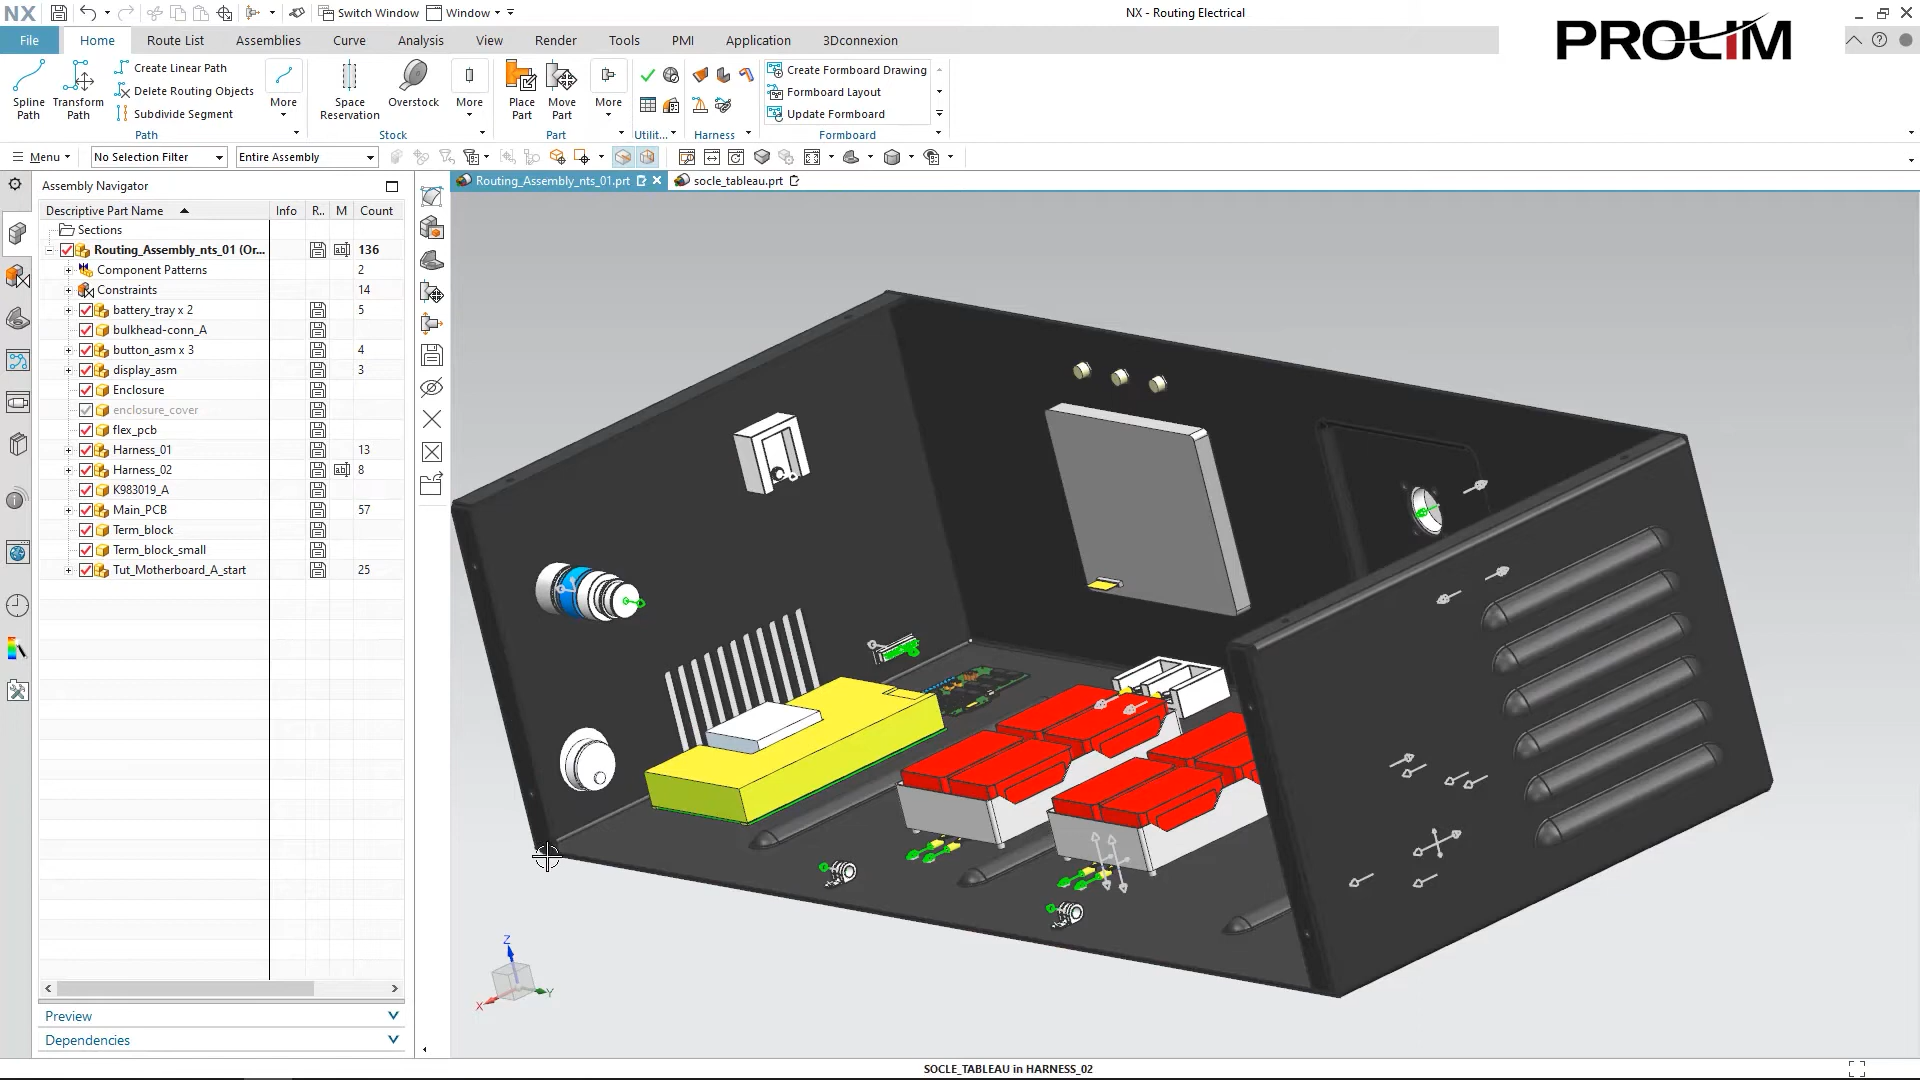 NX
Switch Window
Window
NX - Routing Electrical
File
Home
Route List
Assemblies
Curve
Analysis
View
Render
Tools
PMI
Application
3Dconnexion
PROLIM
Spline Path
Transform Path
Create Linear Path
Delete Routing Objects
Subdivide Segment
More
Path
Space Reservation
Overstock
More
Stock
Place Part
Move Part
More
Part
Utilit...
Harness
Create Formboard Drawing
Formboard Layout
Update Formboard
Formboard
Menu
No Selection Filter
Entire Assembly
Assembly Navigator
Routing_Assembly_nts_01.prt
socle_tableau.prt
Descriptive Part Name Info R.. M Count
Sections
Routing_Assembly_nts_01 (Or... 136
Component Patterns 2
Constraints 14
battery_tray x 2 5
bulkhead-conn_A
button_asm x 3 4
display_asm 3
Enclosure
enclosure_cover
flex_pcb
Harness_01 13
Harness_02 8
K983019_A
Main_PCB 57
Term_block
Term_block_small
Tut_Motherboard_A_start 25
Z
X
Y
Preview
Dependencies
SOCLE_TABLEAU in HARNESS_02